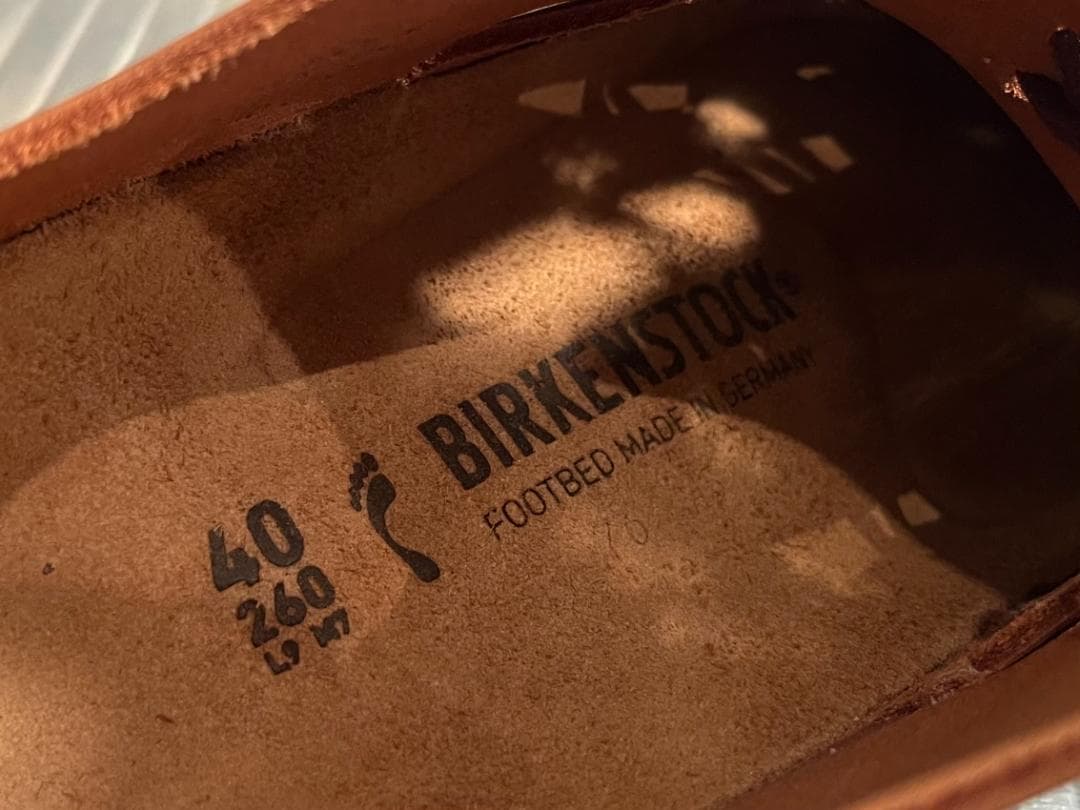 BIRKENSTOCK®
FOOTBED MADE IN GERMANY
40
260
L9 M7